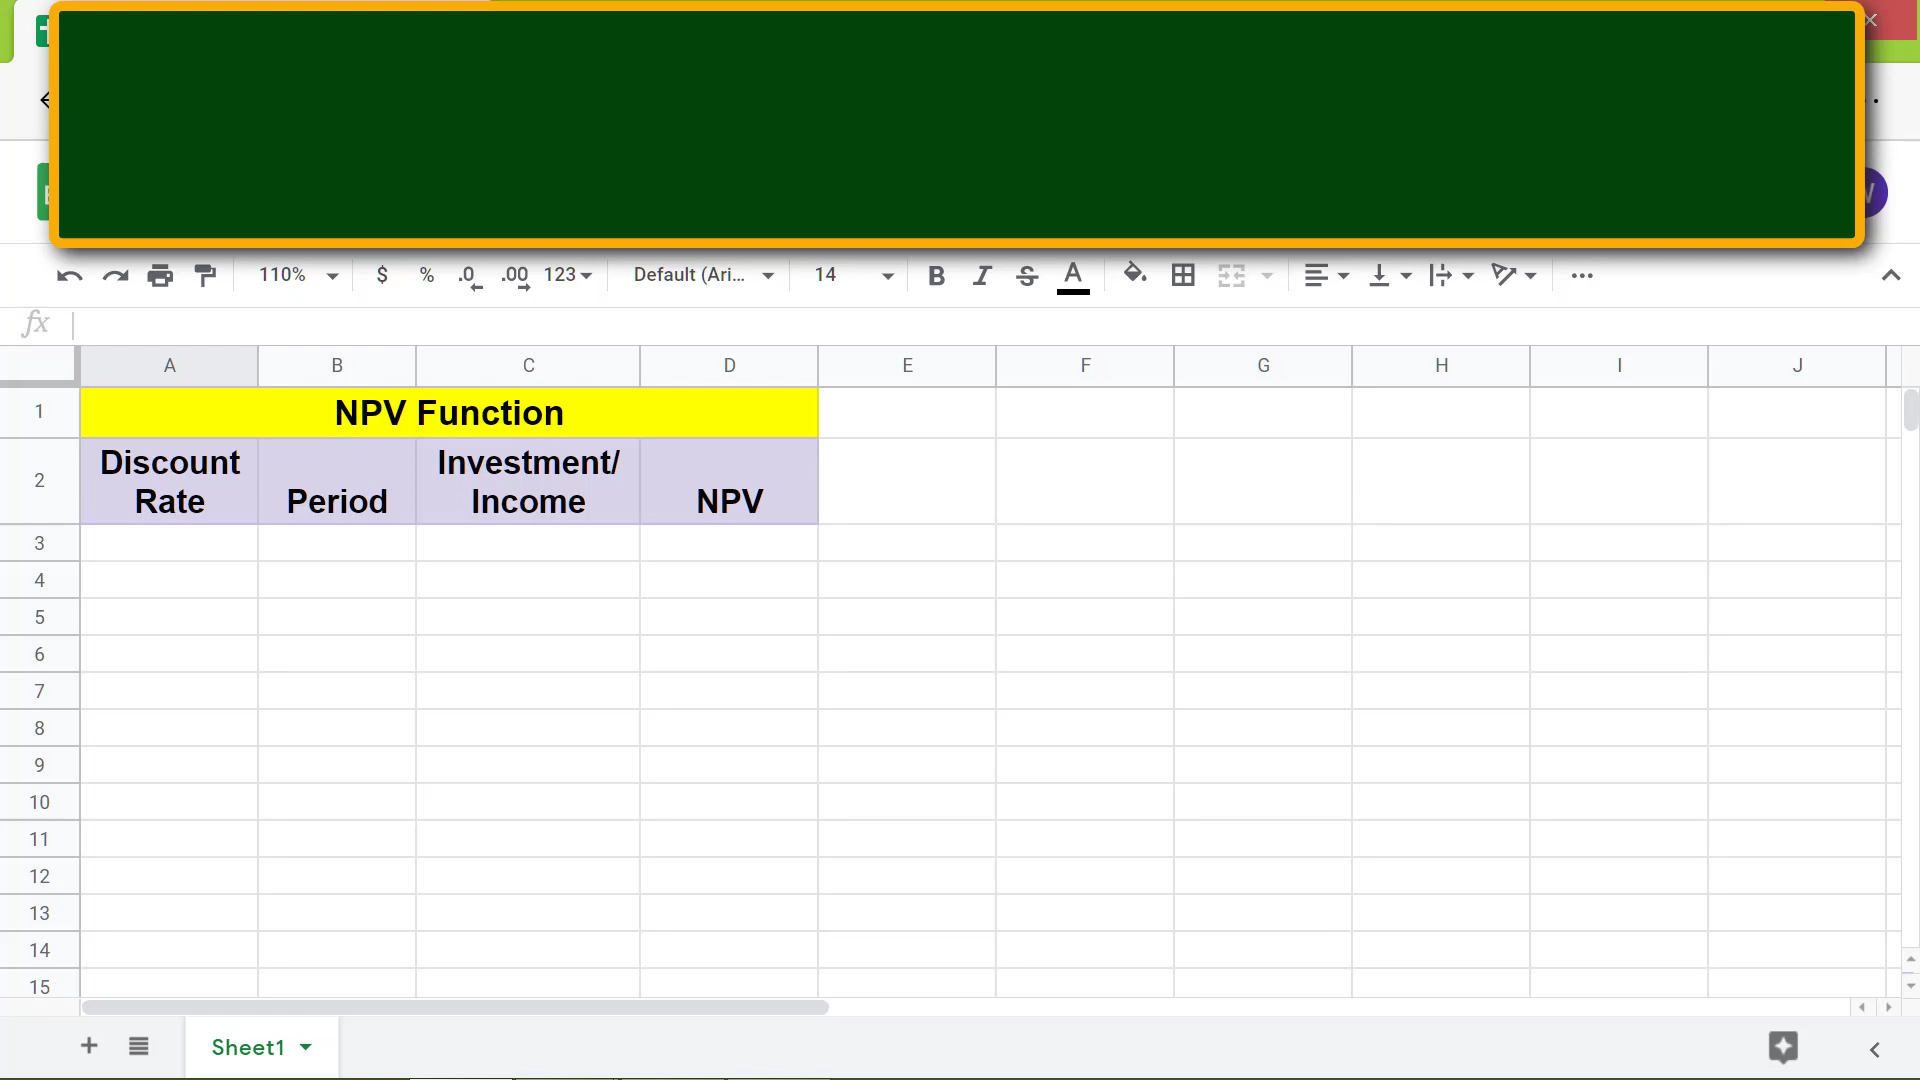 110% $ % .0 .00 123 Default (Ari... 14 B I S A ...
fx
A B C D E F G H I J
1 NPV Function
2 Discount Rate Period Investment/ Income NPV
3
4
5
6
7
8
9
10
11
12
13
14
15
Sheet1